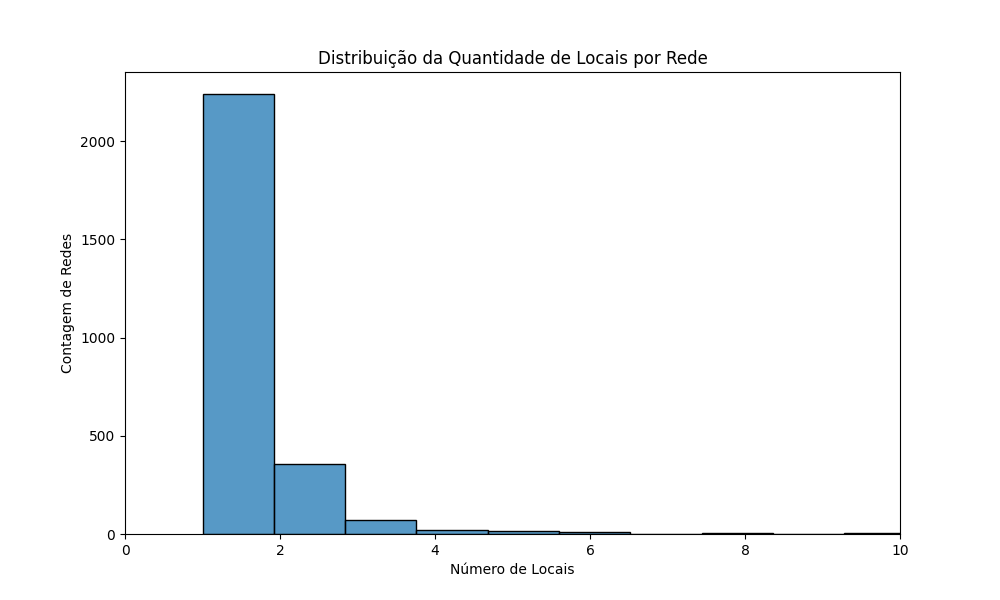 Distribuição da Quantidade de Locais por Rede
2000
1500
1000
500
0
Contagem de Redes
0 2 4 6 8 10
Número de Locais